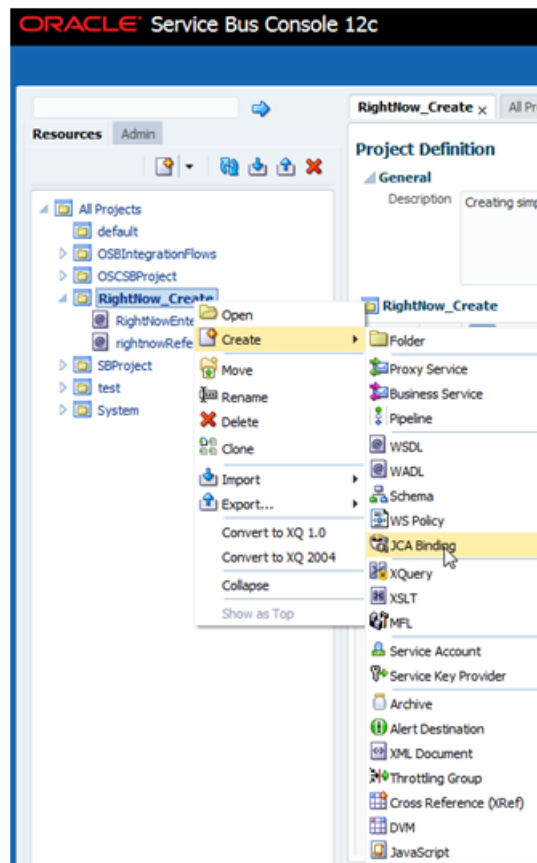 ORACLE Service Bus Console 12c
RightNow_Create x All Pr
Resources Admin
Project Definition
General
Description Creating simp
All Projects
default
OSBIntegrationFlows
OSCSBProject
RightNow_Create
RightNowEnte
rightnowRefe
SBProject
test
System
RightNow_Create
Open
Create
Move
Rename
Delete
Clone
Import
Export...
Convert to XQ 1.0
Convert to XQ 2004
Collapse
Show as Top
Folder
Proxy Service
Business Service
Pipeline
WSDL
WADL
Schema
WS Policy
JCA Binding
XQuery
XSLT
MFL
Service Account
Service Key Provider
Archive
Alert Destination
XML Document
Throttling Group
Cross Reference (XRef)
DVM
JavaScript